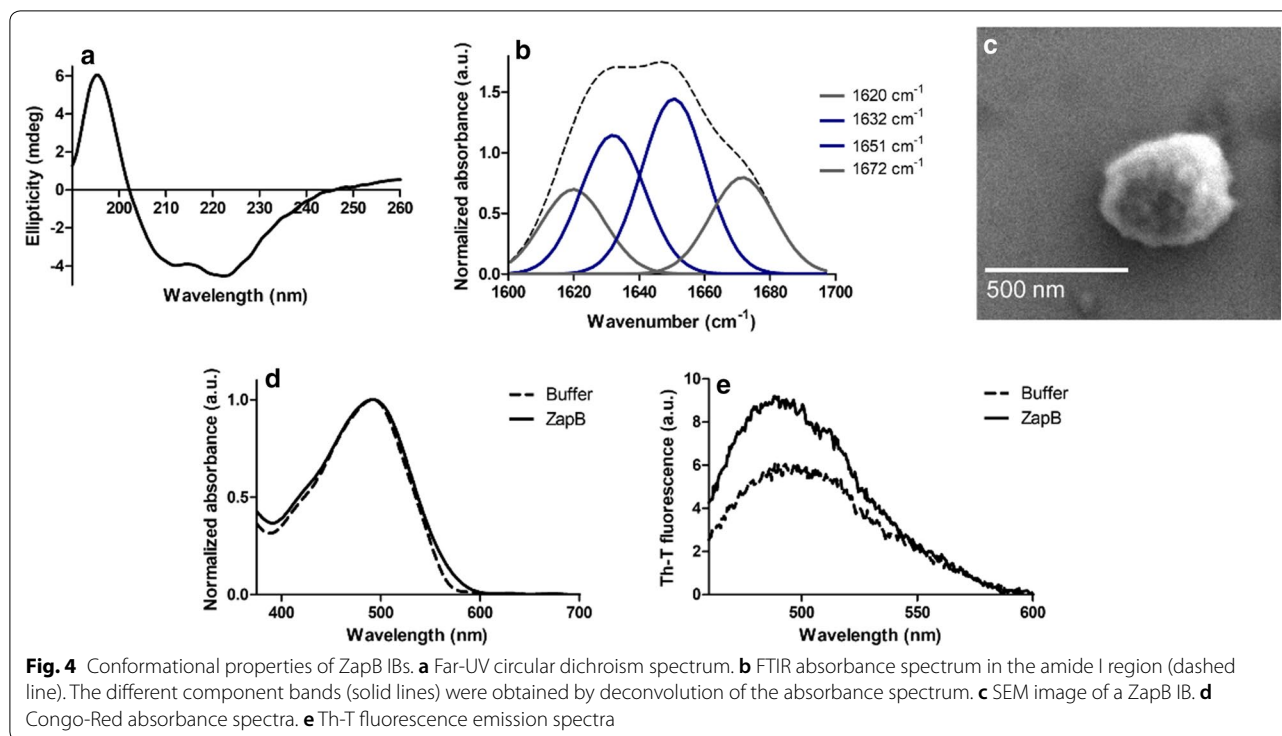 a
Ellipticity (mdeg)
6
4
2
0
-2
-4
200 210 220 230 240 250 260
Wavelength (nm)
b
Normalized absorbance (a.u.)
1.5
1.0
0.5
0.0
1600 1620 1640 1660 1680 1700
Wavenumber (cm⁻¹)
1620 cm⁻¹
1632 cm⁻¹
1651 cm⁻¹
1672 cm⁻¹
c
500 nm
d
Normalized absorbance (a.u.)
1.0
0.5
0.0
400 500 600 700
Wavelength (nm)
Buffer
ZapB
e
Th-T fluorescence (a.u.)
10
8
6
4
2
0
500 550 600
Wavelength (nm)
Buffer
ZapB
Fig. 4 Conformational properties of ZapB IBs. a Far-UV circular dichroism spectrum. b FTIR absorbance spectrum in the amide I region (dashed
line). The different component bands (solid lines) were obtained by deconvolution of the absorbance spectrum. c SEM image of a ZapB IB. d
Congo-Red absorbance spectra. e Th-T fluorescence emission spectra